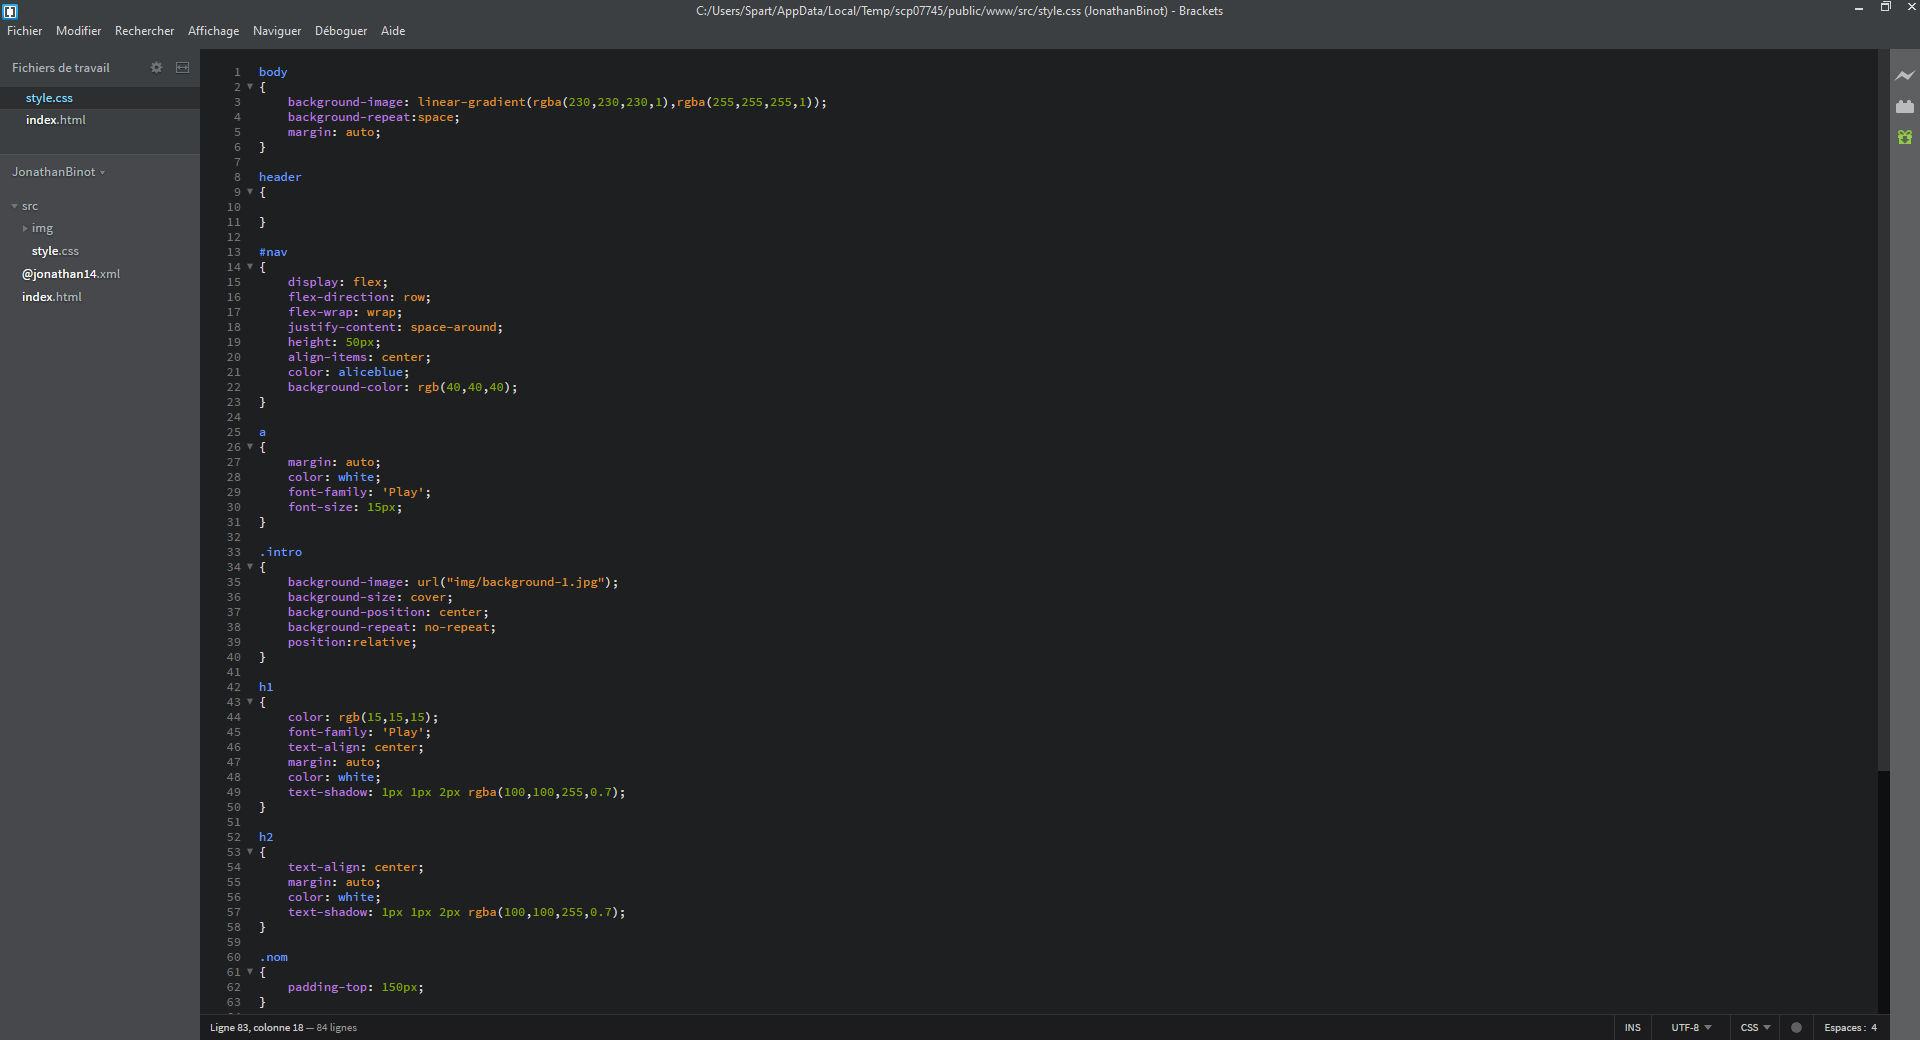 C:/Users/Spart/AppData/Local/Temp/scp07745/public/www/src/style.css (JonathanBinot) - Brackets
Fichier Modifier Rechercher Affichage Naviguer Déboguer Aide
Fichiers de travail
style.css
index.html
JonathanBinot
src
img
style.css
@jonathan14.xml
index.html
1 body
2 {
3 background-image: linear-gradient(rgba(230,230,230,1),rgba(255,255,255,1));
4 background-repeat:space;
5 margin: auto;
6 }
7
8 header
9 {
10
11 }
12
13 #nav
14 {
15 display: flex;
16 flex-direction: row;
17 flex-wrap: wrap;
18 justify-content: space-around;
19 height: 50px;
20 align-items: center;
21 color: aliceblue;
22 background-color: rgb(40,40,40);
23 }
24
25 a
26 {
27 margin: auto;
28 color: white;
29 font-family: 'Play';
30 font-size: 15px;
31 }
32
33 .intro
34 {
35 background-image: url("img/background-1.jpg");
36 background-size: cover;
37 background-position: center;
38 background-repeat: no-repeat;
39 position:relative;
40 }
41
42 h1
43 {
44 color: rgb(15,15,15);
45 font-family: 'Play';
46 text-align: center;
47 margin: auto;
48 color: white;
49 text-shadow: 1px 1px 2px rgba(100,100,255,0.7);
50 }
51
52 h2
53 {
54 text-align: center;
55 margin: auto;
56 color: white;
57 text-shadow: 1px 1px 2px rgba(100,100,255,0.7);
58 }
59
60 .nom
61 {
62 padding-top: 150px;
63 }
Ligne 83, colonne 18 — 84 lignes
INS UTF-8 CSS Espaces : 4